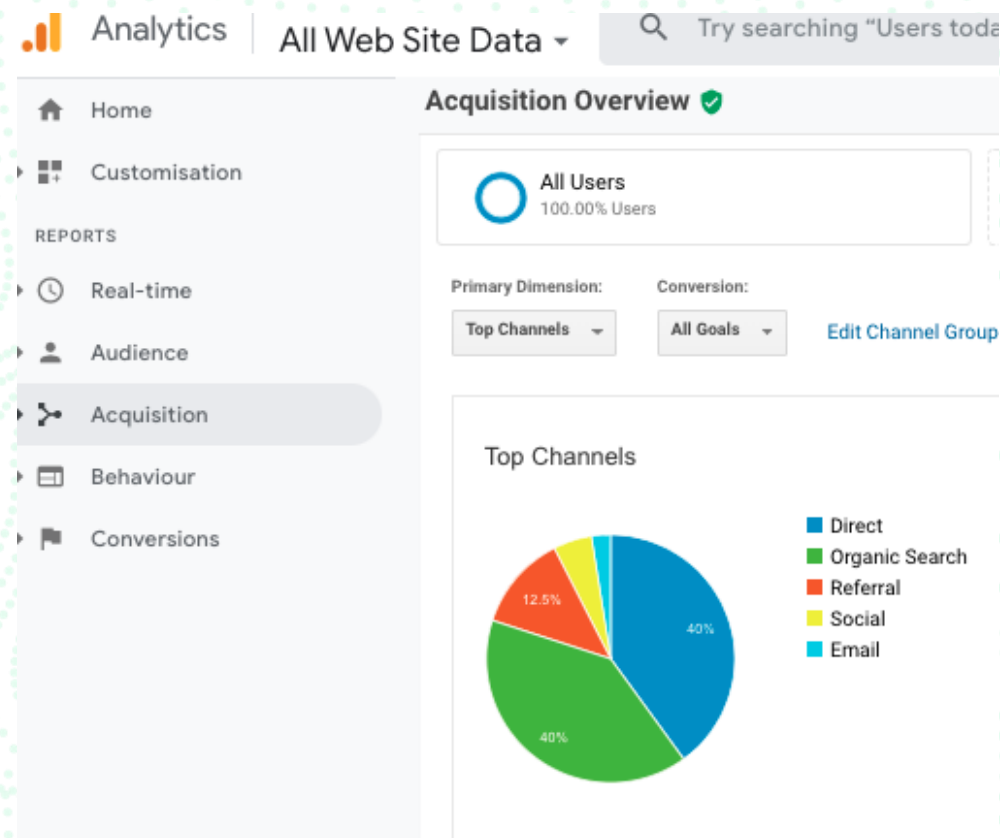 Analytics
All Web Site Data
Try searching “Users toda
Home
Customisation
REPORTS
Real-time
Audience
Acquisition
Behaviour
Conversions
Acquisition Overview
All Users
100.00% Users
Primary Dimension:
Conversion:
Top Channels
All Goals
Edit Channel Group
Top Channels
Direct
Organic Search
Referral
Social
Email
12.5%
40%
40%